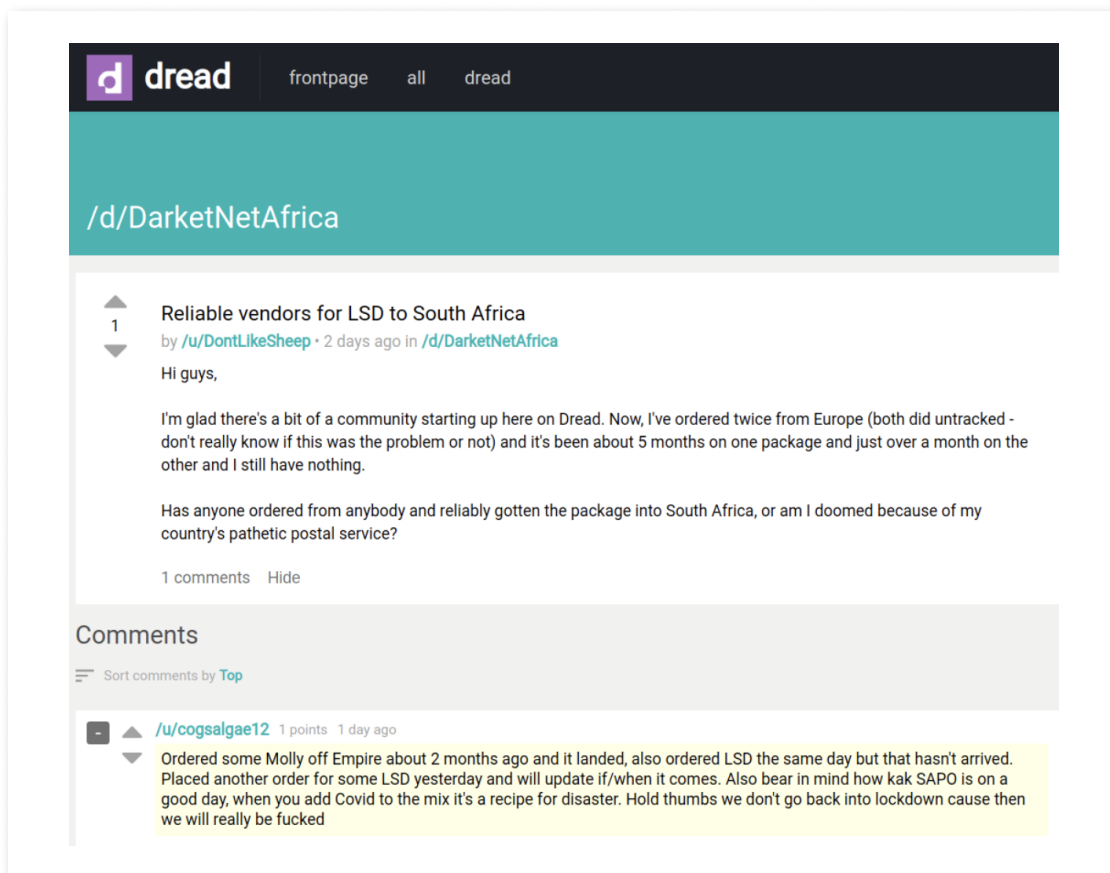 d dread frontpage all dread
/d/DarketNetAfrica
Reliable vendors for LSD to South Africa
1
by /u/DontLikeSheep • 2 days ago in /d/DarketNetAfrica
Hi guys,
I'm glad there's a bit of a community starting up here on Dread. Now, I've ordered twice from Europe (both did untracked -
don't really know if this was the problem or not) and it's been about 5 months on one package and just over a month on the
other and I still have nothing.
Has anyone ordered from anybody and reliably gotten the package into South Africa, or am I doomed because of my
country's pathetic postal service?
1 comments Hide
Comments
Sort comments by Top
- /u/cogsalgae12 1 points 1 day ago
Ordered some Molly off Empire about 2 months ago and it landed, also ordered LSD the same day but that hasn't arrived.
Placed another order for some LSD yesterday and will update if/when it comes. Also bear in mind how kak SAPO is on a
good day, when you add Covid to the mix it's a recipe for disaster. Hold thumbs we don't go back into lockdown cause then
we will really be fucked